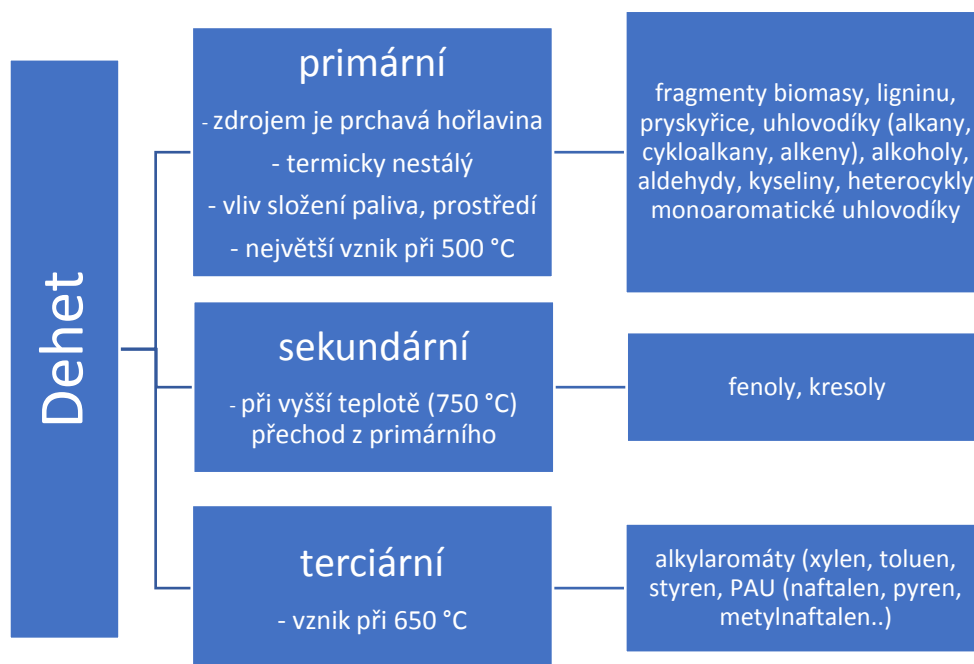 Dehet
primární
- zdrojem je prchavá hořlavina
- termicky nestálý
- vliv složení paliva, prostředí
- největší vznik při 500 °C
fragmenty biomasy, ligninu,
pryskyřice, uhlovodíky (alkany,
cykloalkany, alkeny), alkoholy,
aldehydy, kyseliny, heterocykly
monoaromatické uhlovodíky
sekundární
- při vyšší teplotě (750 °C)
přechod z primárního
fenoly, kresoly
terciární
- vznik při 650 °C
alkylaromáty (xylen, toluen,
styren, PAU (naftalen, pyren,
metylnaftalen..)